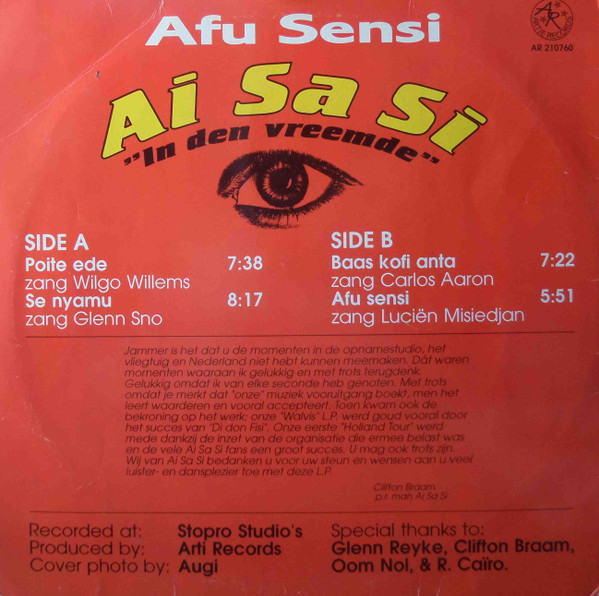 Afu Sensi
AR
ARTIE RECORDS
AR 210760
Ai Sa Si
"In den vreemde"
SIDE A
Poite ede 7:38
zang Wilgo Willems
Se nyamu 8:17
zang Glenn Sno
SIDE B
Baas kofi anta 7:22
zang Carlos Aaron
Afu sensi 5:51
zang Luciën Misiedjan
Jammer is het dat u de momenten in de opnamestudio, het
vliegtuig en Nederland niet hebt kunnen meemaken. Dát waren
momenten waaraan ik gelukkig en met trots terugdenk.
Gelukkig omdat ik van elke seconde heb genoten. Met trots
omdat je merkt dat "onze" muziek vooruitgang boekt, men het
leert waarderen en vooral accepteert. Toen kwam ook de
bekroning op het werk; onze "Walvis" L.P. werd goud vooral door
het succes van "Di don Fisi". Onze eerste "Holland Tour" werd
mede dankzij de inzet van de organisatie die ermee belast was
en de vele Ai Sa Si fans een groot succes. U mag ook trots zijn.
Wij van Ai Sa Si bedanken u voor uw steun en wensen aan u veel
luister- en dansplezier toe met deze L.P.
Clifton Braam
p.r. man Ai Sa Si
Recorded at: Stopro Studio's
Produced by: Arti Records
Cover photo by: Augi
Special thanks to:
Glenn Reyke, Clifton Braam,
Oom Nol, & R. Caïro.